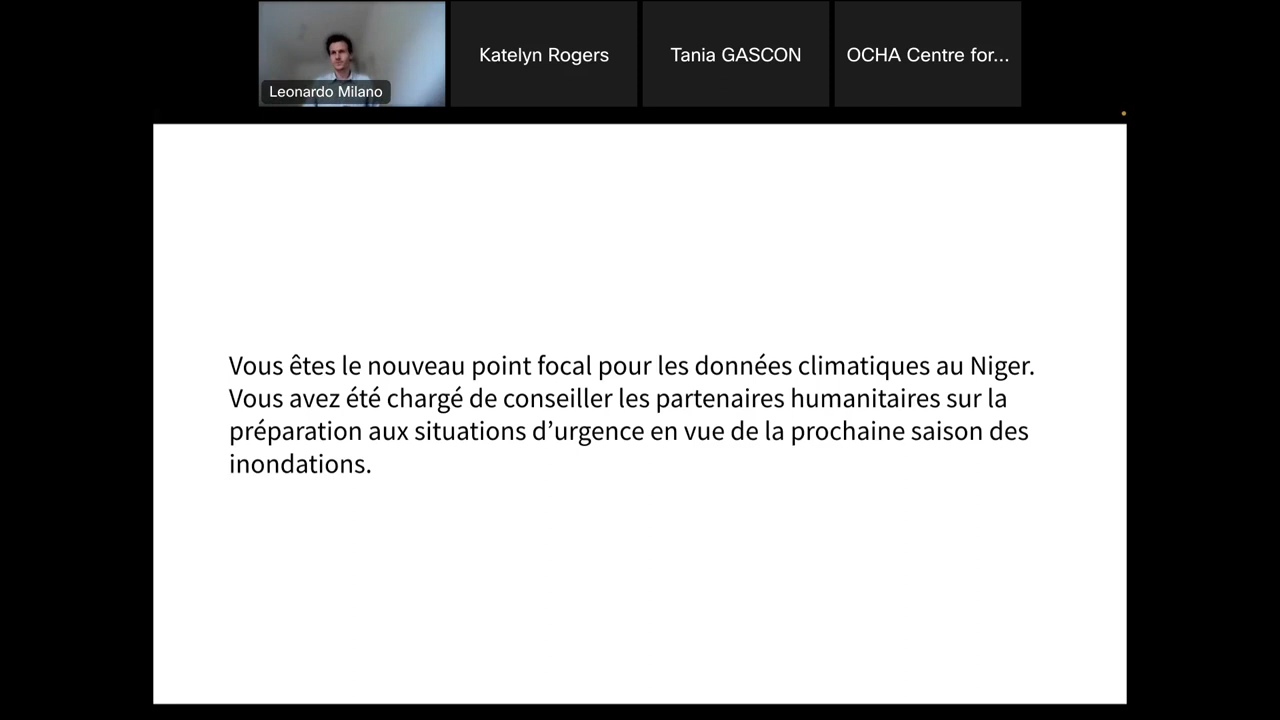 Leonardo Milano
Katelyn Rogers
Tania GASCON
OCHA Centre for...
Vous êtes le nouveau point focal pour les données climatiques au Niger.
Vous avez été chargé de conseiller les partenaires humanitaires sur la
préparation aux situations d’urgence en vue de la prochaine saison des
inondations.